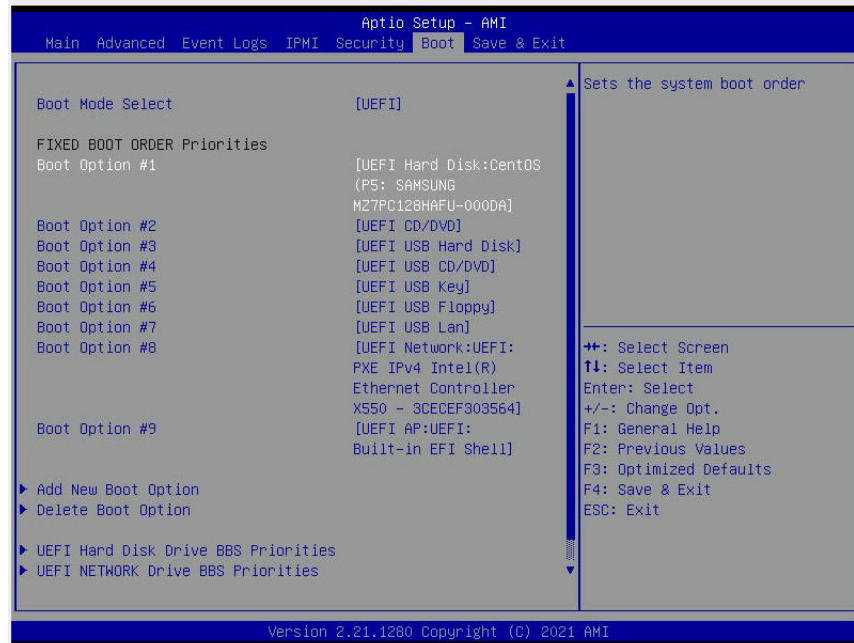 Aptio Setup – AMI
Main Advanced Event Logs IPMI Security Boot Save & Exit
Sets the system boot order
Boot Mode Select [UEFI]
FIXED BOOT ORDER Priorities
Boot Option #1 [UEFI Hard Disk:CentOS
(P5: SAMSUNG
MZ7PC128HAFU-000DA]
Boot Option #2 [UEFI CD/DVD]
Boot Option #3 [UEFI USB Hard Disk]
Boot Option #4 [UEFI USB CD/DVD]
Boot Option #5 [UEFI USB Key]
Boot Option #6 [UEFI USB Floppy]
Boot Option #7 [UEFI USB Lan]
Boot Option #8 [UEFI Network:UEFI:
PXE IPv4 Intel(R)
Ethernet Controller
X550 - 3CECEF303564]
Boot Option #9 [UEFI AP:UEFI:
Built-in EFI Shell]
Add New Boot Option
Delete Boot Option
UEFI Hard Disk Drive BBS Priorities
UEFI NETWORK Drive BBS Priorities
→←: Select Screen
↑↓: Select Item
Enter: Select
+/-: Change Opt.
F1: General Help
F2: Previous Values
F3: Optimized Defaults
F4: Save & Exit
ESC: Exit
Version 2.21.1280 Copyright (C) 2021 AMI